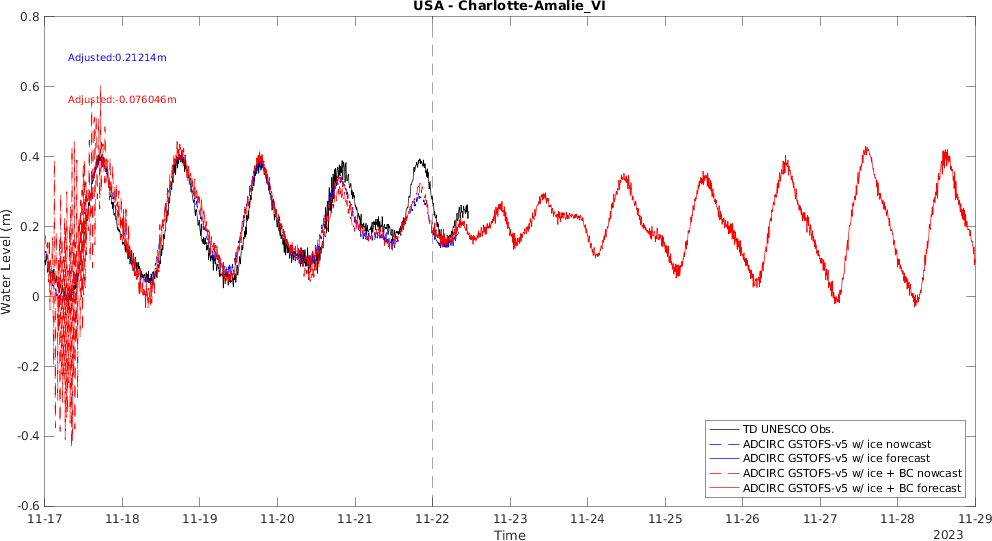 USA - Charlotte-Amalie_VI
0.8
0.6
0.4
0.2
0
-0.2
-0.4
-0.6
Water Level (m)
Adjusted:0.21214m
Adjusted:-0.076046m
TD UNESCO Obs.
ADCIRC GSTOFS-v5 w/ ice nowcast
ADCIRC GSTOFS-v5 w/ ice forecast
ADCIRC GSTOFS-v5 w/ ice + BC nowcast
ADCIRC GSTOFS-v5 w/ ice + BC forecast
11-17 11-18 11-19 11-20 11-21 11-22 11-23 11-24 11-25 11-26 11-27 11-28 11-29
Time
2023